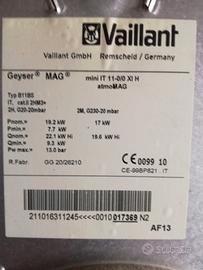 Vaillant
Vaillant GmbH Remscheid / Germany
Geyser® MAG® mini IT 11-0/0 XI H
atmoMAG
Typ B11BS
IT, cat.II 2HM3+
2H, G20-20mbar 2M, G230-20 mbar
Pnom.= 19.2 kW 17 kW
Pmin.= 7.7 kW
Qnom.= 22.1 kW Hi 19.6 kW Hi
Qmin.= 9.3 kW
Pw max= 13.0 bar
R.Fabr. GG 20/26210
CE 0099 10
CE-99BP821 . IT
211016311245<<<<0010017369N2
AF13